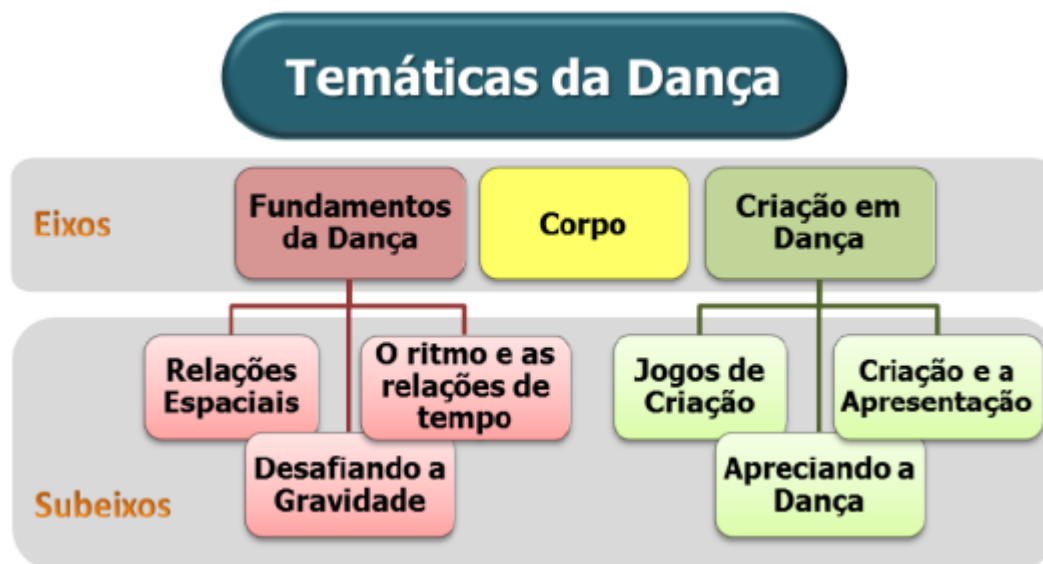 Temáticas da Dança
Eixos
Fundamentos
da Dança
Corpo
Criação em
Dança
Relações
Espaciais
O ritmo e as
relações de
tempo
Desafiando a
Gravidade
Jogos de
Criação
Criação e a
Apresentação
Apreciando a
Dança
Subeixos